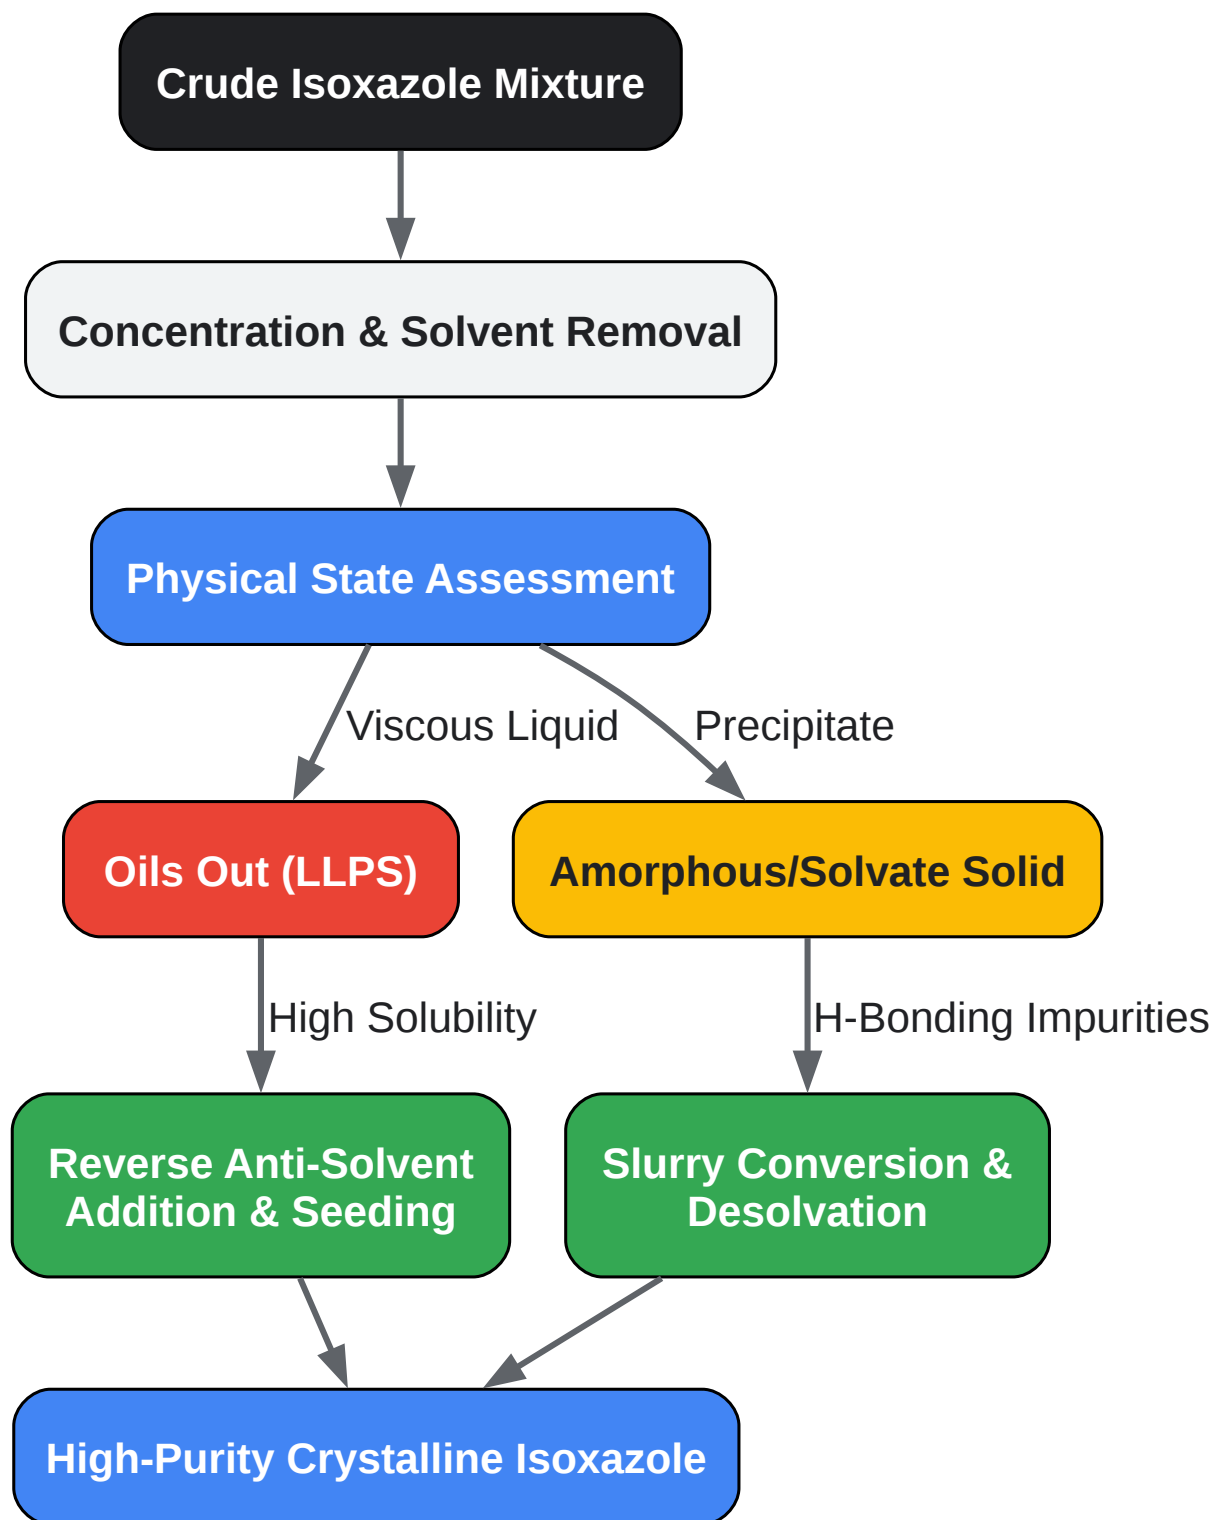 Crude Isoxazole Mixture
Concentration & Solvent Removal
Physical State Assessment
Viscous Liquid
Precipitate
Oils Out (LLPS)
Amorphous/Solvate Solid
High Solubility
H-Bonding Impurities
Reverse Anti-Solvent
Addition & Seeding
Slurry Conversion &
Desolvation
High-Purity Crystalline Isoxazole